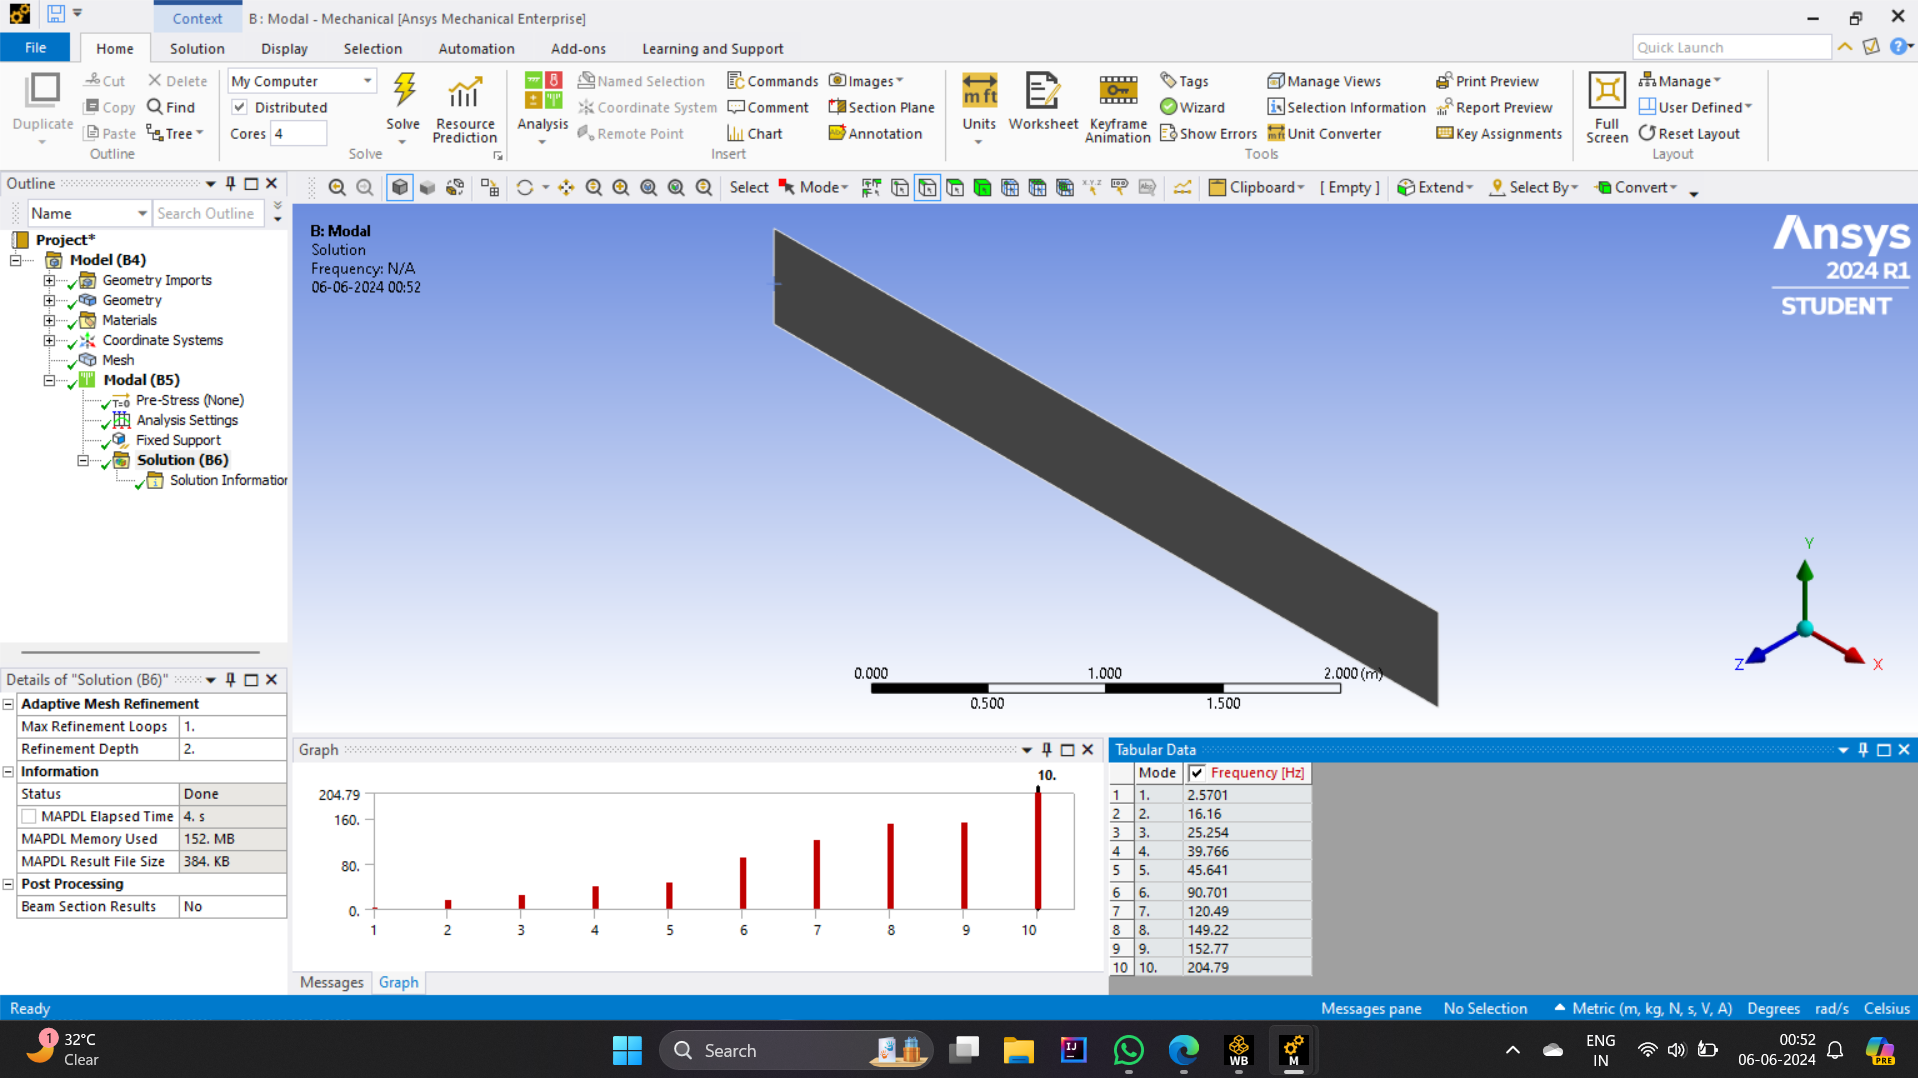 Context
B : Modal - Mechanical [Ansys Mechanical Enterprise]
File
Home
Solution
Display
Selection
Automation
Add-ons
Learning and Support
Quick Launch
Duplicate
Cut
Delete
Copy
Find
Paste
Tree
Outline
My Computer
Distributed
Cores 4
Solve
Resource Prediction
Solve
Analysis
Named Selection
Coordinate System
Remote Point
Commands
Comment
Chart
Images
Section Plane
Annotation
Insert
Units
Worksheet
Keyframe Animation
Tags
Wizard
Show Errors
Manage Views
Selection Information
Unit Converter
Print Preview
Report Preview
Key Assignments
Tools
Full Screen
Manage
User Defined
Reset Layout
Layout
Outline
Select
Mode
Clipboard
[ Empty ]
Extend
Select By
Convert
Name
Search Outline
Project*
Model (B4)
Geometry Imports
Geometry
Materials
Coordinate Systems
Mesh
Modal (B5)
Pre-Stress (None)
Analysis Settings
Fixed Support
Solution (B6)
Solution Information
B: Modal
Solution
Frequency: N/A
06-06-2024 00:52
Ansys
2024 R1
STUDENT
Y
Z
X
0.000
1.000
2.000 (m)
0.500
1.500
Details of "Solution (B6)"
Adaptive Mesh Refinement
Max Refinement Loops 1.
Refinement Depth 2.
Information
Status Done
MAPDL Elapsed Time 4. s
MAPDL Memory Used 152. MB
MAPDL Result File Size 384. KB
Post Processing
Beam Section Results No
Graph
10.
204.79
160.
80.
0.
1 2 3 4 5 6 7 8 9 10
Messages
Graph
Tabular Data
Mode Frequency [Hz]
1 1. 2.5701
2 2. 16.16
3 3. 25.254
4 4. 39.766
5 5. 45.641
6 6. 90.701
7 7. 120.49
8 8. 149.22
9 9. 152.77
10 10. 204.79
Ready
Messages pane
No Selection
Metric (m, kg, N, s, V, A)
Degrees
rad/s
Celsius
1
32°C
Clear
Search
IJ
WB
M
ENG
IN
00:52
06-06-2024
PRE